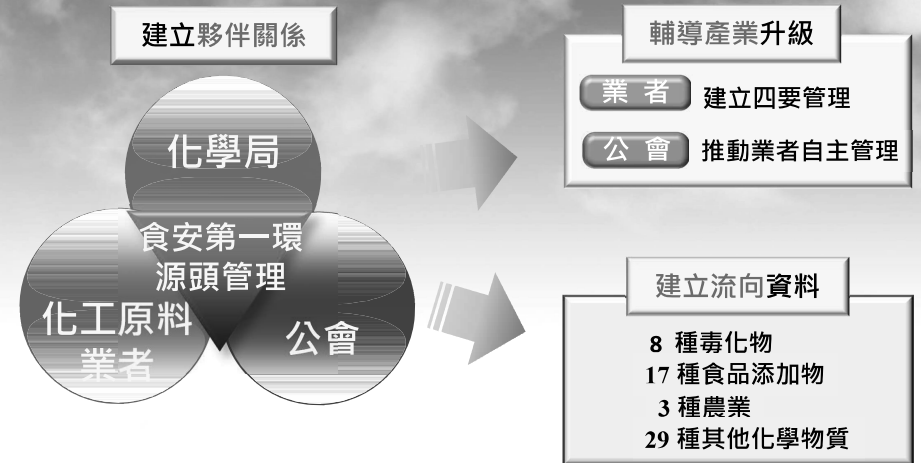 建立夥伴關係
化學局
食安第一環
源頭管理
化工原料
業者
公會
輔導產業升級
業 者 建立四要管理
公 會 推動業者自主管理
建立流向資料
8 種毒化物
17 種食品添加物
3 種農業
29 種其他化學物質